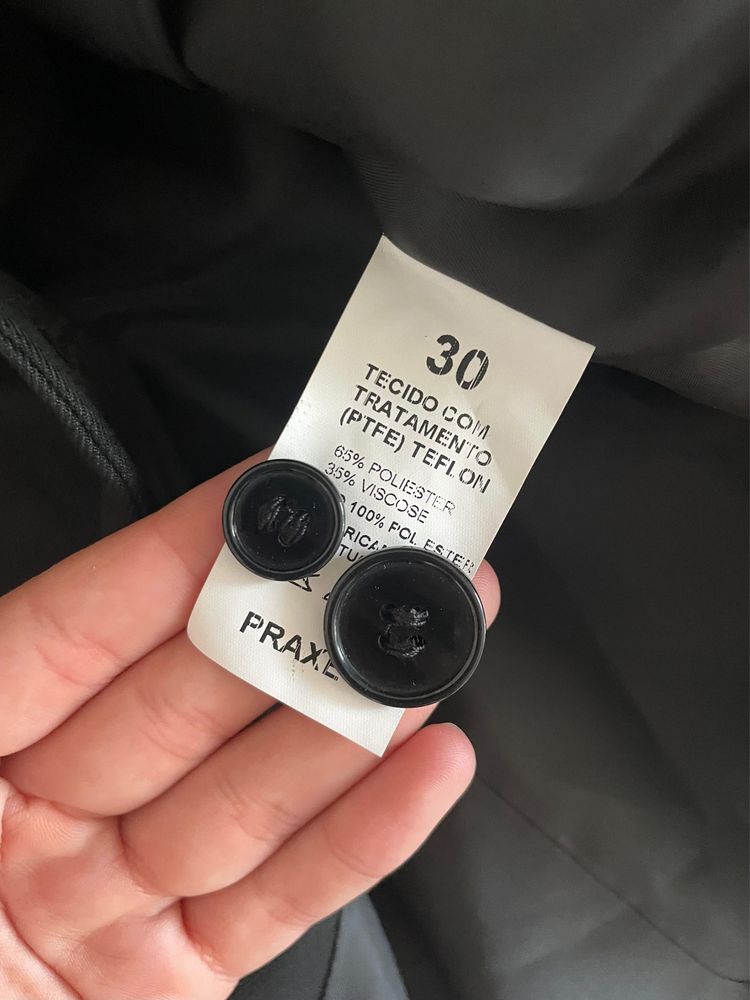 30
TECIDO COM
TRATAMENTO
(PTFE) TEFLON
65% POLIESTER
35% VISCOSE
100% POLIESTER
PRAXE